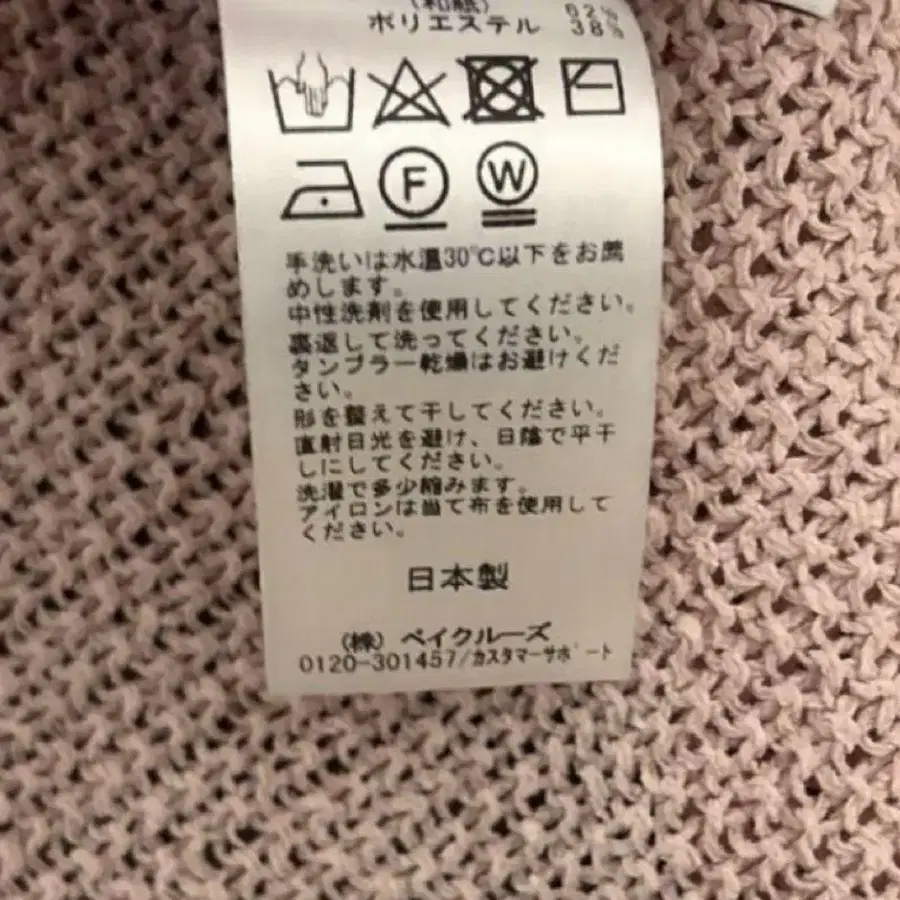 (和紙) 62%
ポリエステル 38%
F W
手洗いは水温30℃以下をお薦
めします。
中性洗剤を使用してください。
裏返して洗ってください。
タンブラー乾燥はお避けくだ
さい。
形を整えて干してください。
直射日光を避け、日陰で平干
しにしてください。
洗濯で多少縮みます。
アイロンは当て布を使用して
ください。
日本製
(株) ベイクルーズ
0120-301457/カスタマーサポート